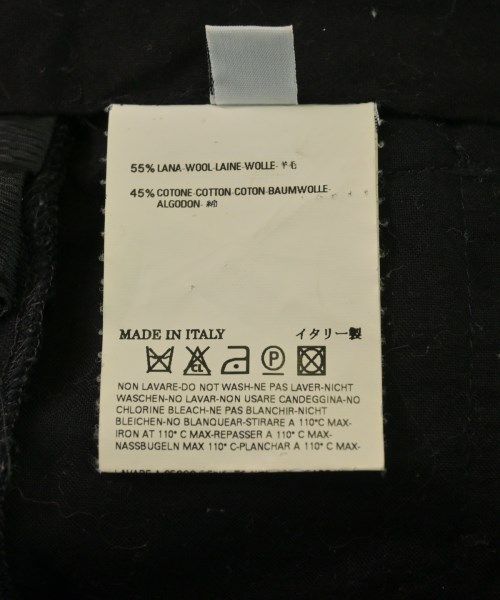 55% LANA-WOOL-LAINE-WOLLE-羊毛
45% COTONE-COTTON-COTON-BAUMWOLLE-
ALGODON- 綿
MADE IN ITALY イタリー製
CL P
NON LAVARE-DO NOT WASH-NE PAS LAVER-NICHT
WASCHEN-NO LAVAR-NON USARE CANDEGGINA-NO
CHLORINE BLEACH-NE PAS BLANCHIR-NICHT
BLEICHEN-NO BLANQUEAR-STIRARE A 110°C MAX-
IRON AT 110°C MAX-REPASSER A 110°C MAX-
NASSBUGELN MAX 110°C-PLANCHAR A 110°C MAX
LAVARE A SECCO